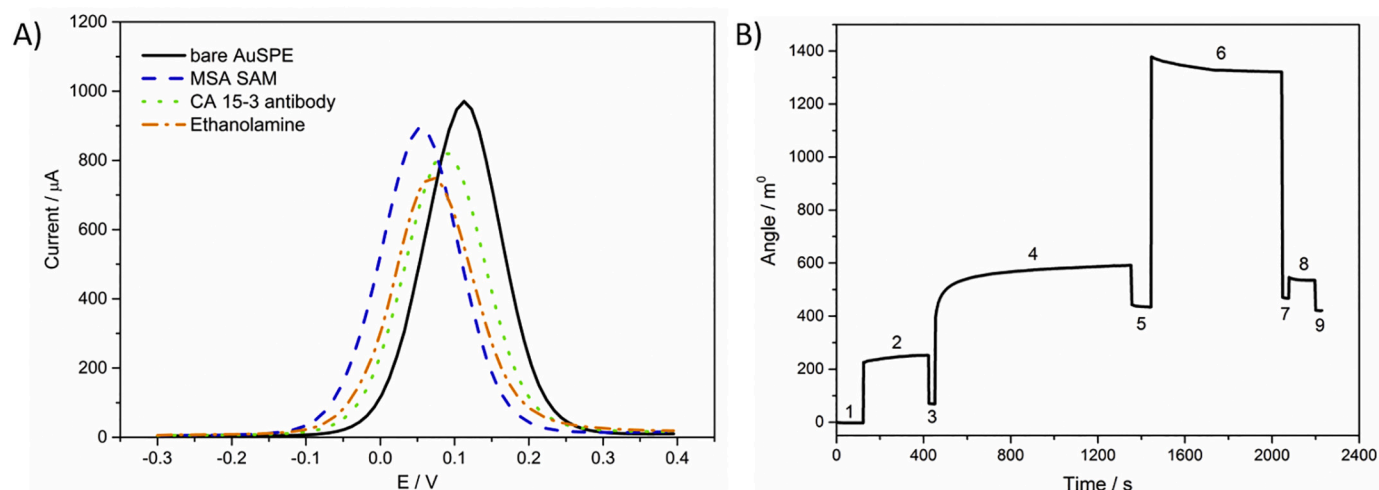 A)
1200
1000
800
600
400
200
0
Current / μA
bare AuSPE
MSA SAM
CA 15-3 antibody
Ethanolamine
-0.3 -0.2 -0.1 0.0 0.1 0.2 0.3 0.4
E / V
B)
1400
1200
1000
800
600
400
200
0
Angle / m⁰
1
2
3
4
5
6
7
8
9
0 400 800 1200 1600 2000 2400
Time / s